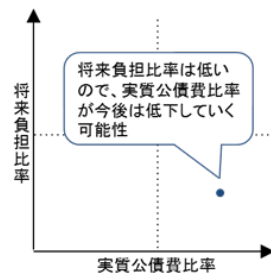 将来負担比率は低い
ので、実質公債費比率
が今後は低下していく
可能性
将来負担比率
実質公債費比率